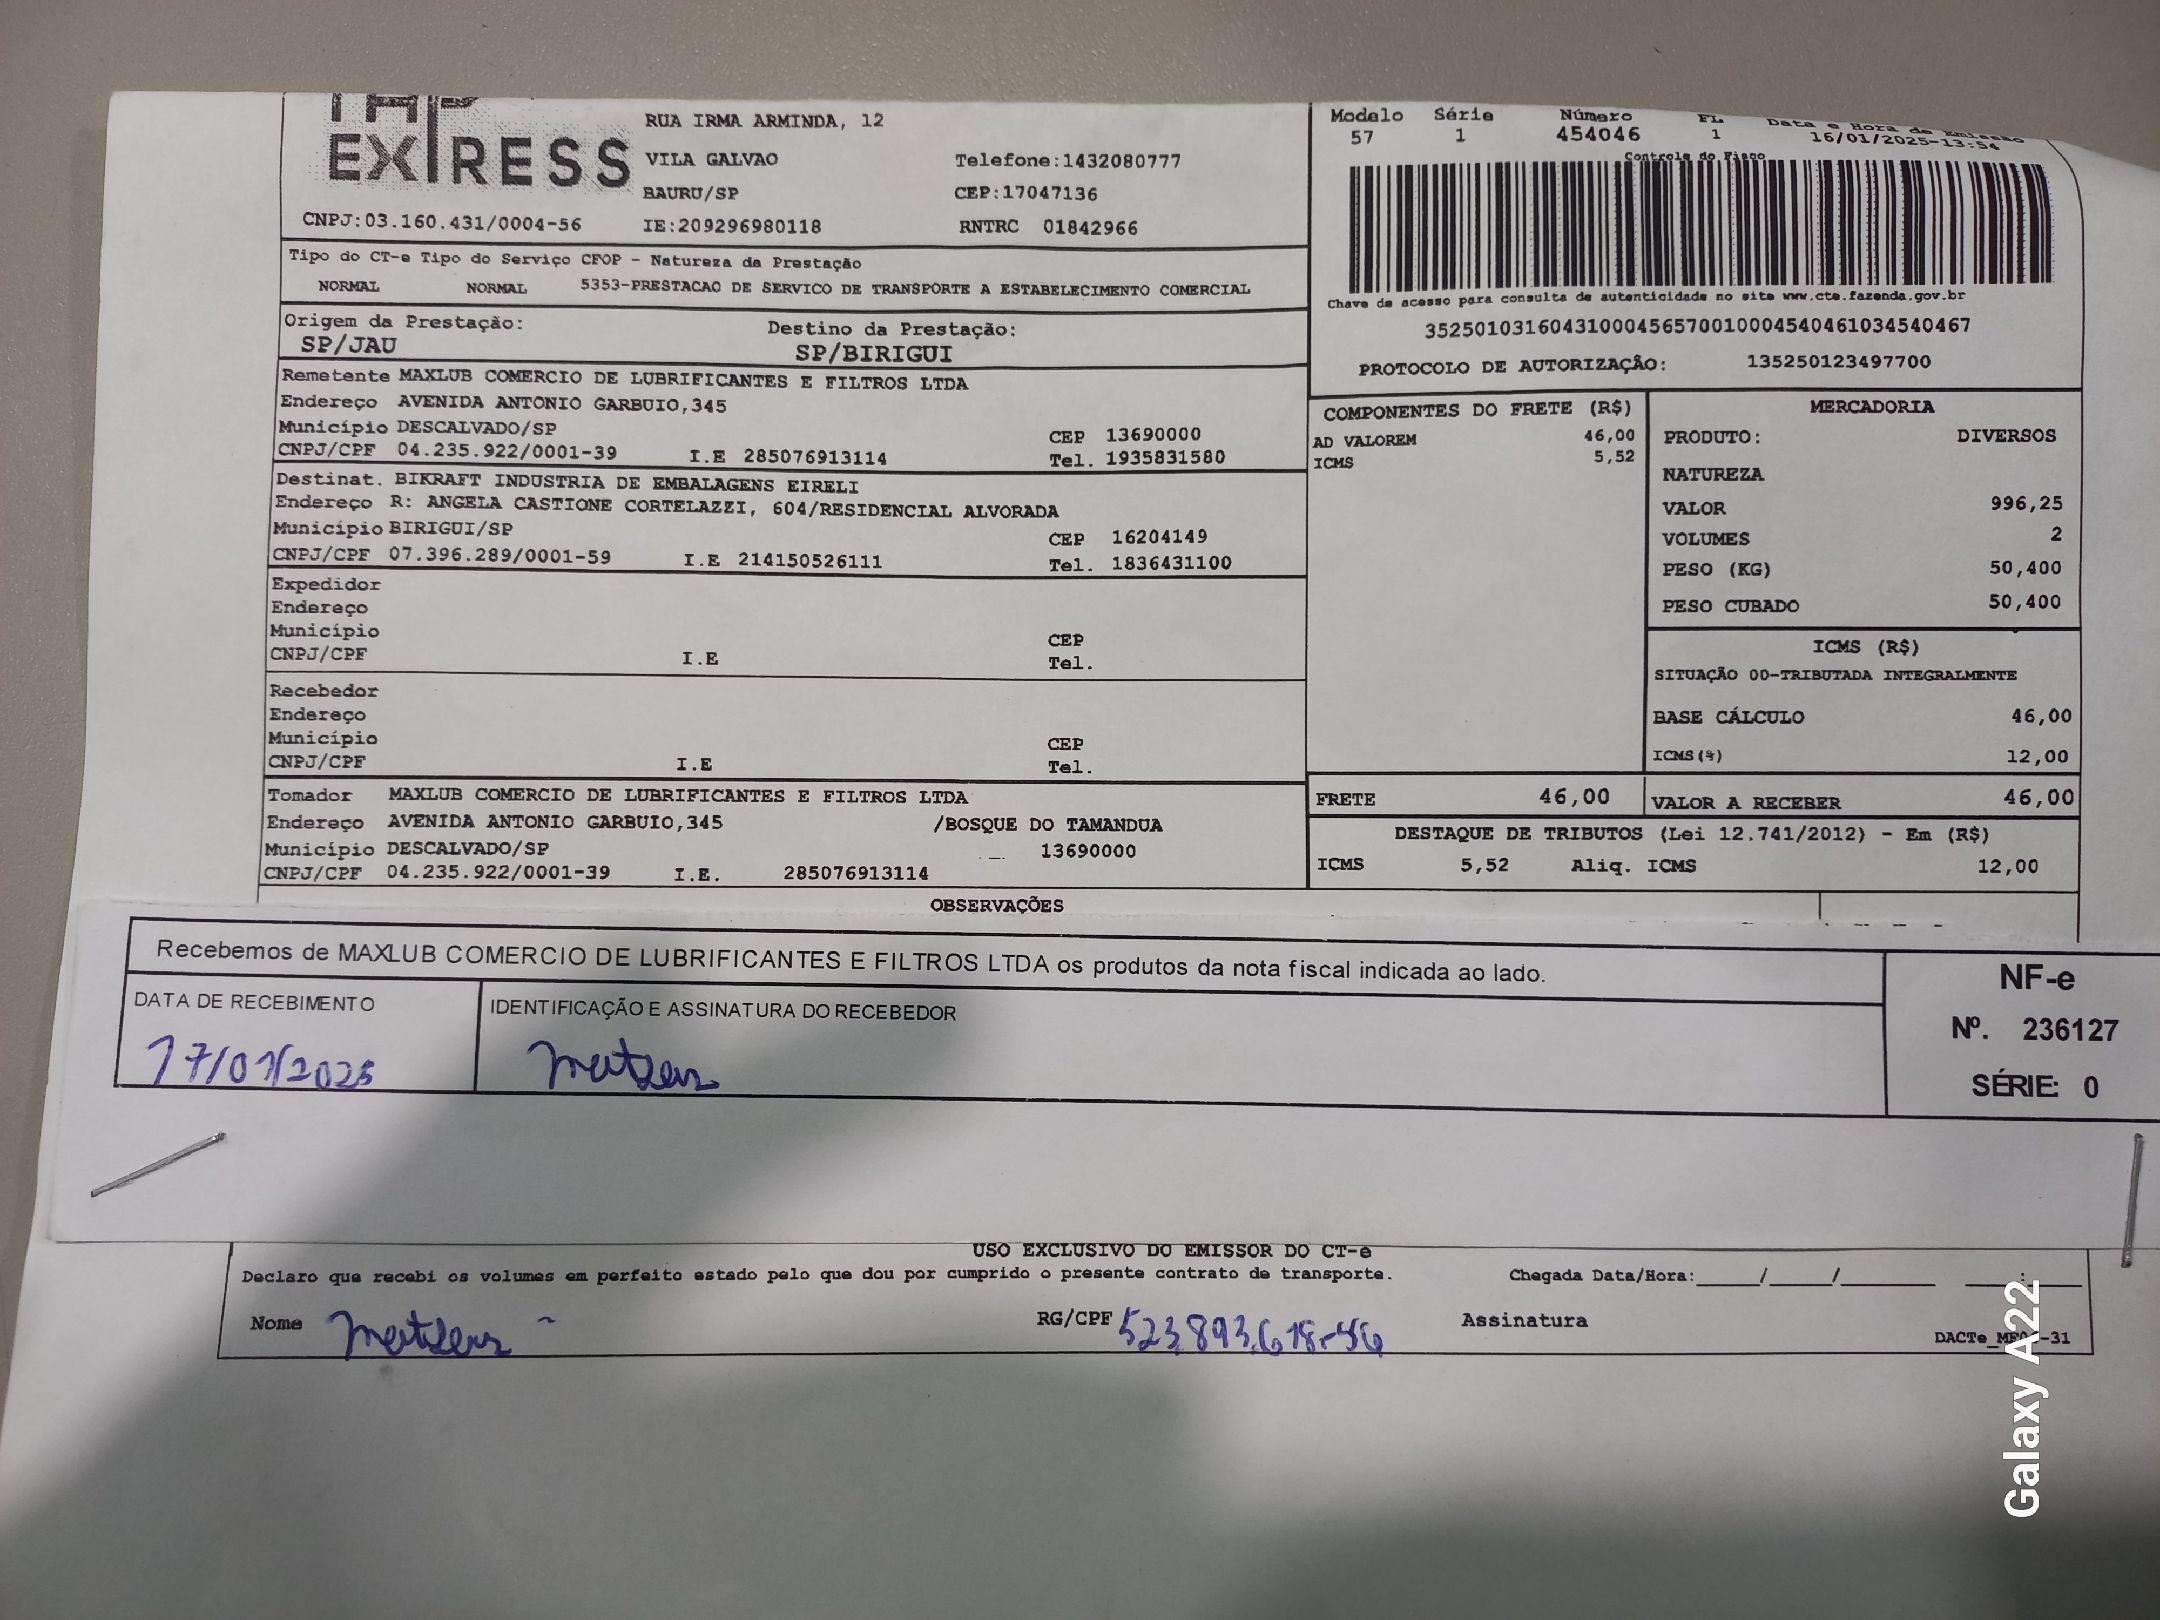 EXPRESS
RUA IRMA ARMINDA, 12
VILA GALVAO Telefone:1432080777
BAURU/SP CEP:17047136
CNPJ:03.160.431/0004-56 IE:209296980118 RNTRC 01842966
Modelo Série Número FL Data e Hora de Emissão
57 1 454046 1 16/01/2025-13:54
Controle do Fisco
Chave de acesso para consulta de autenticidade no site www.cte.fazenda.gov.br
35250103160431000456570010004540461034540467
PROTOCOLO DE AUTORIZAÇÃO: 135250123497700
Tipo do CT-e Tipo do Serviço CFOP - Natureza da Prestação
NORMAL NORMAL 5353-PRESTACAO DE SERVICO DE TRANSPORTE A ESTABELECIMENTO COMERCIAL
Origem da Prestação: Destino da Prestação:
SP/JAU SP/BIRIGUI
Remetente MAXLUB COMERCIO DE LUBRIFICANTES E FILTROS LTDA
Endereço AVENIDA ANTONIO GARBUIO,345
Município DESCALVADO/SP CEP 13690000
CNPJ/CPF 04.235.922/0001-39 I.E 285076913114 Tel. 1935831580
Destinat. BIKRAFT INDUSTRIA DE EMBALAGENS EIRELI
Endereço R: ANGELA CASTIONE CORTELAZZI, 604/RESIDENCIAL ALVORADA
Município BIRIGUI/SP CEP 16204149
CNPJ/CPF 07.396.289/0001-59 I.E 214150526111 Tel. 1836431100
Expedidor
Endereço
Município CEP
CNPJ/CPF I.E Tel.
Recebedor
Endereço
Município CEP
CNPJ/CPF I.E Tel.
Tomador MAXLUB COMERCIO DE LUBRIFICANTES E FILTROS LTDA
Endereço AVENIDA ANTONIO GARBUIO,345 /BOSQUE DO TAMANDUA
Município DESCALVADO/SP 13690000
CNPJ/CPF 04.235.922/0001-39 I.E. 285076913114
COMPONENTES DO FRETE (R$)
AD VALOREM 46,00
ICMS 5,52
MERCADORIA
PRODUTO: DIVERSOS
NATUREZA
VALOR 996,25
VOLUMES 2
PESO (KG) 50,400
PESO CUBADO 50,400
ICMS (R$)
SITUAÇÃO 00-TRIBUTADA INTEGRALMENTE
BASE CÁLCULO 46,00
ICMS(%) 12,00
FRETE 46,00 VALOR A RECEBER 46,00
DESTAQUE DE TRIBUTOS (Lei 12.741/2012) - Em (R$)
ICMS 5,52 Aliq. ICMS 12,00
OBSERVAÇÕES
Recebemos de MAXLUB COMERCIO DE LUBRIFICANTES E FILTROS LTDA os produtos da nota fiscal indicada ao lado.
DATA DE RECEBIMENTO IDENTIFICAÇÃO E ASSINATURA DO RECEBEDOR
17/01/2025
NF-e
Nº. 236127
SÉRIE: 0
USO EXCLUSIVO DO EMISSOR DO CT-e
Declaro que recebi os volumes em perfeito estado pelo que dou por cumprido o presente contrato de transporte. Chegada Data/Hora:____/____/______ ____:____
Nome RG/CPF 523.893.618-56 Assinatura
Galaxy A22